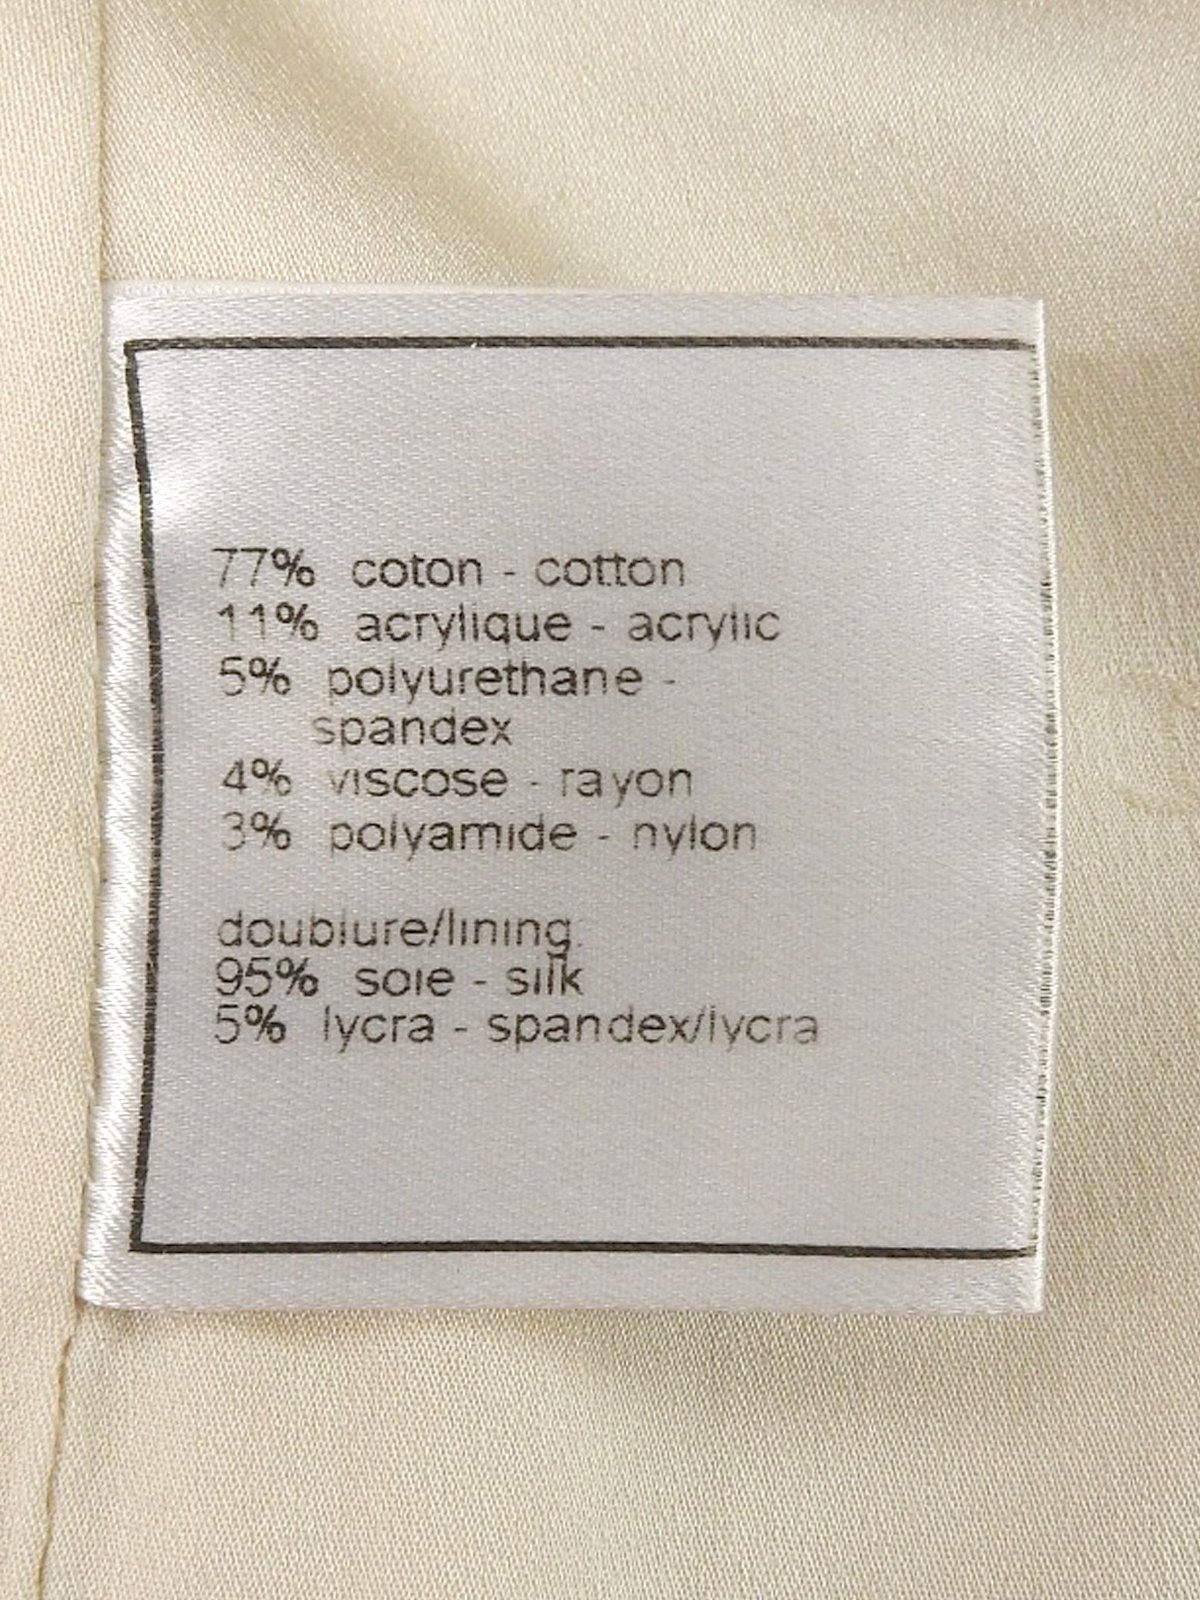 77% coton - cotton
11% acrylique - acrylic
5% polyurethane -
spandex
4% viscose - rayon
3% polyamide - nylon
doublure/lining:
95% soie - silk
5% lycra - spandex/lycra